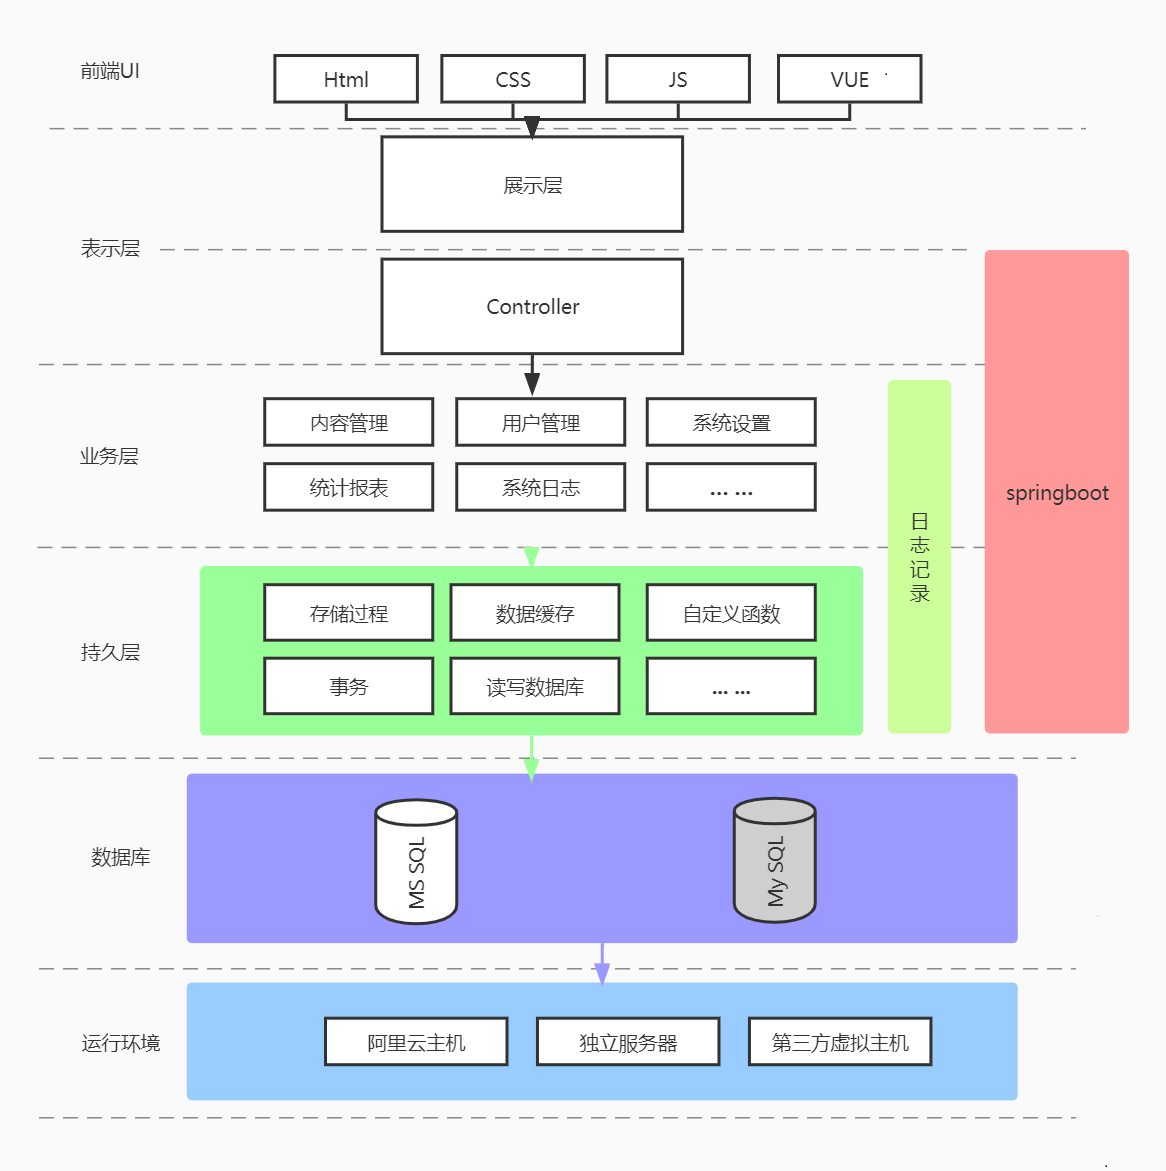 前端UI
Html
CSS
JS
VUE
展示层
表示层
Controller
springboot
业务层
内容管理
用户管理
系统设置
统计报表
系统日志
... ...
日志记录
持久层
存储过程
数据缓存
自定义函数
事务
读写数据库
... ...
数据库
MS SQL
My SQL
运行环境
阿里云主机
独立服务器
第三方虚拟主机